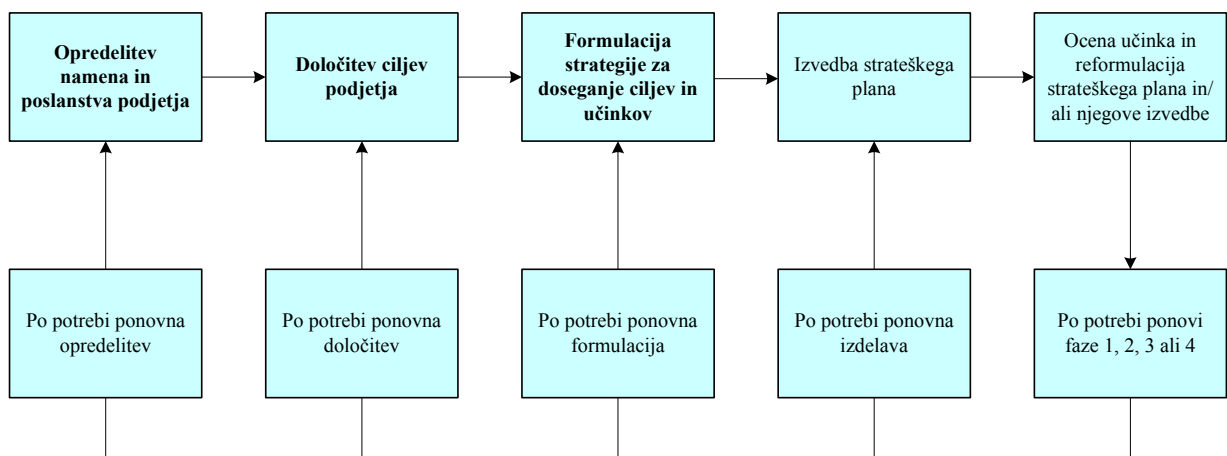 Opredelitev
namena in
poslanstva podjetja
Določitev ciljev
podjetja
Formulacija
strategije za
doseganje ciljev in
učinkov
Izvedba strateškega
plana
Ocena učinka in
reformulacija
strateškega plana in/
ali njegove izvedbe
Po potrebi ponovna
opredelitev
Po potrebi ponovna
določitev
Po potrebi ponovna
formulacija
Po potrebi ponovna
izdelava
Po potrebi ponovi
faze 1, 2, 3 ali 4